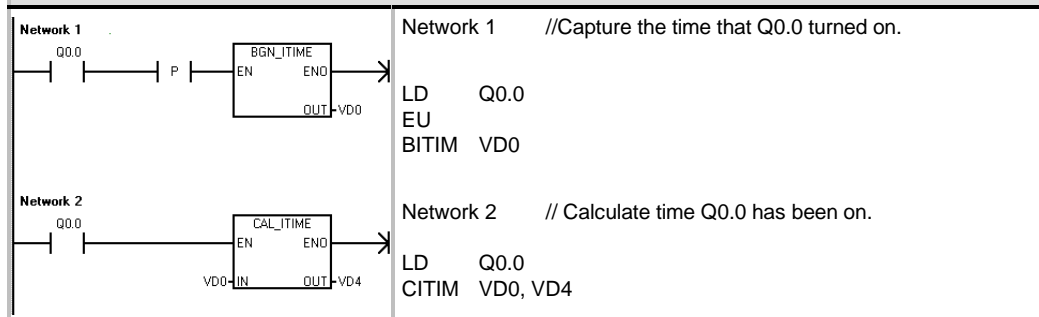 Network 1
Q0.0
P
BGN_ITIME
EN ENO
OUT VD0
Network 2
Q0.0
CAL_ITIME
EN ENO
VD0 IN OUT VD4
Network 1 //Capture the time that Q0.0 turned on.
LD Q0.0
EU
BITIM VD0
Network 2 // Calculate time Q0.0 has been on.
LD Q0.0
CITIM VD0, VD4